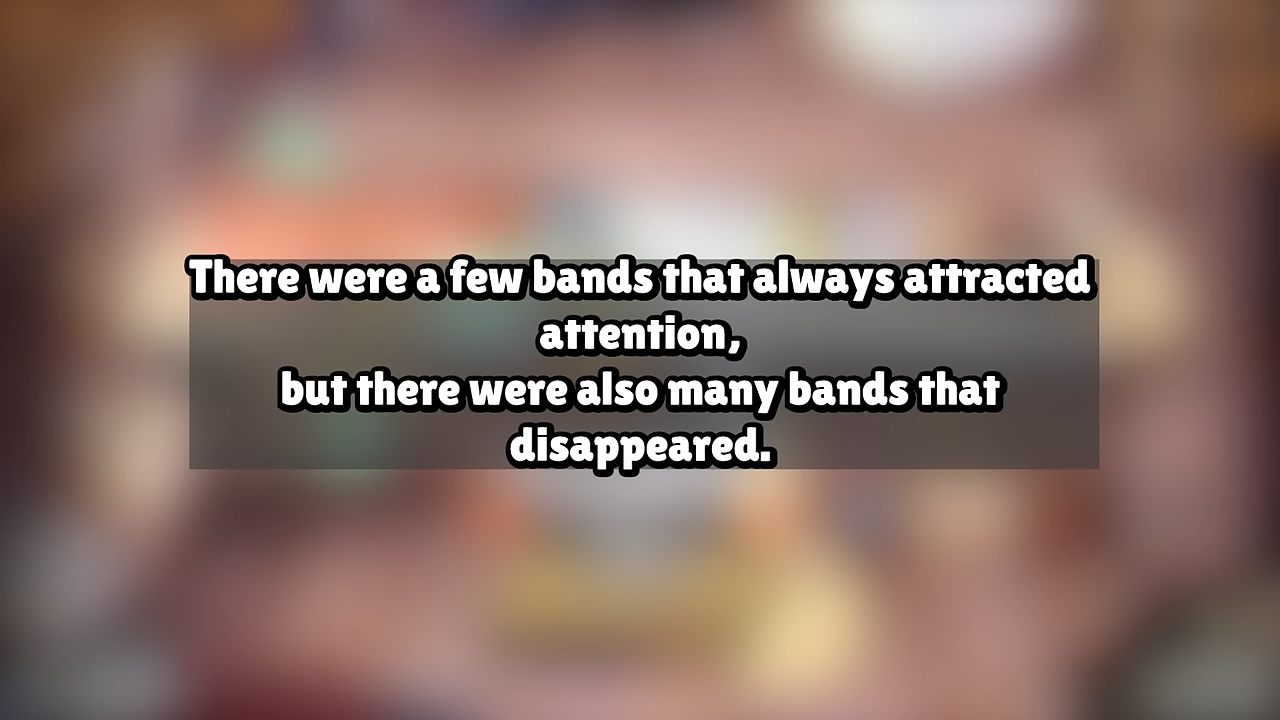 There were a few bands that always attracted
attention,
but there were also many bands that
disappeared.